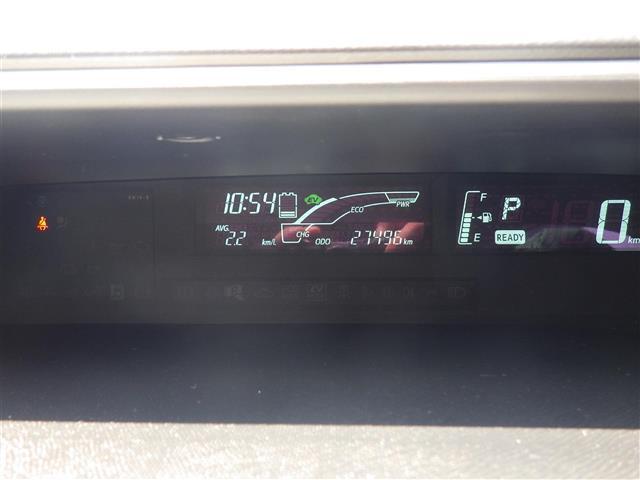 10:54 EV ECO PWR
AVG. 2.2 km/L CHG ODO 27496 km
F P 0 km
E READY